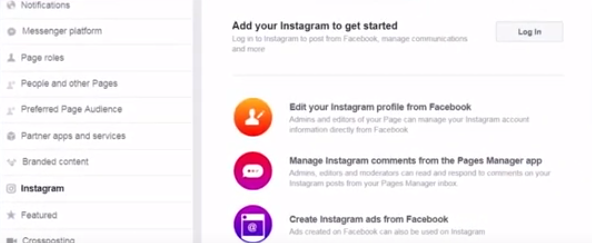 Notifications
Messenger platform
Page roles
People and other Pages
Preferred Page Audience
Partner apps and services
Branded content
Instagram
Featured
Crossposting
Add your Instagram to get started
Log in to Instagram to post from Facebook, manage communications
and more
Log In
Edit your Instagram profile from Facebook
Admins and editors of your Page can manage your Instagram account
information directly from Facebook
Manage Instagram comments from the Pages Manager app
Admins, editors and moderators can read and respond to comments on your
Instagram posts from your Pages Manager inbox.
Create Instagram ads from Facebook
Ads created on Facebook can also be used on Instagram